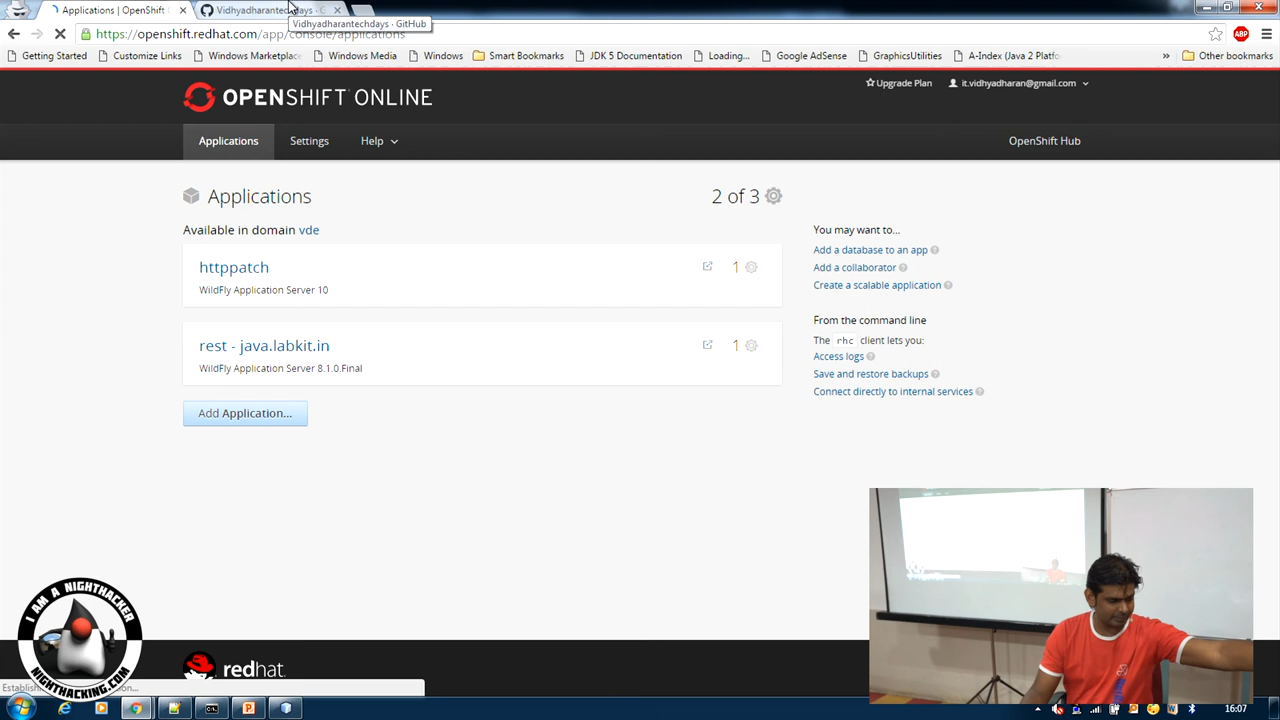 Applications | OpenShift
Vidhyadharantechdays · G
Vidhyadharantechdays · GitHub
https://openshift.redhat.com/app/console/applications
ABP
Getting Started
Customize Links
Windows Marketplace
Windows Media
Windows
Smart Bookmarks
JDK 5 Documentation
Loading...
Google AdSense
GraphicsUtilities
A-Index (Java 2 Platfo
»
Other bookmarks
OPENSHIFT ONLINE
Upgrade Plan
it.vidhyadharan@gmail.com
Applications
Settings
Help
OpenShift Hub
Applications
2 of 3
Available in domain vde
httppatch
1
WildFly Application Server 10
rest - java.labkit.in
1
WildFly Application Server 8.1.0.Final
Add Application...
You may want to...
Add a database to an app
Add a collaborator
Create a scalable application
From the command line
The rhc client lets you:
Access logs
Save and restore backups
Connect directly to internal services
I AM A NIGHTHACKER
NIGHTHACKING.COM
redhat.
16:07